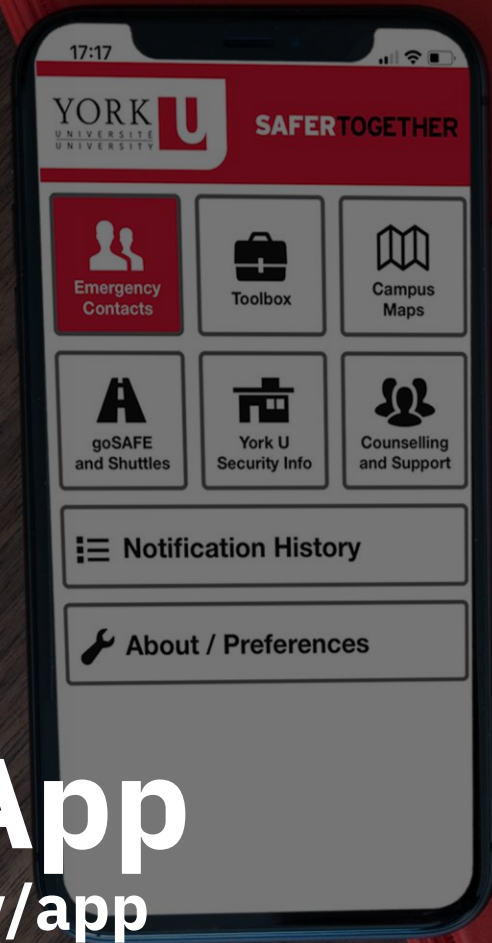 17:17
YORK U
UNIVERSITÉ
UNIVERSITY
SAFERTOGETHER
Emergency
Contacts
Toolbox
Campus
Maps
goSAFE
and Shuttles
York U
Security Info
Counselling
and Support
Notification History
About / Preferences
App
/app